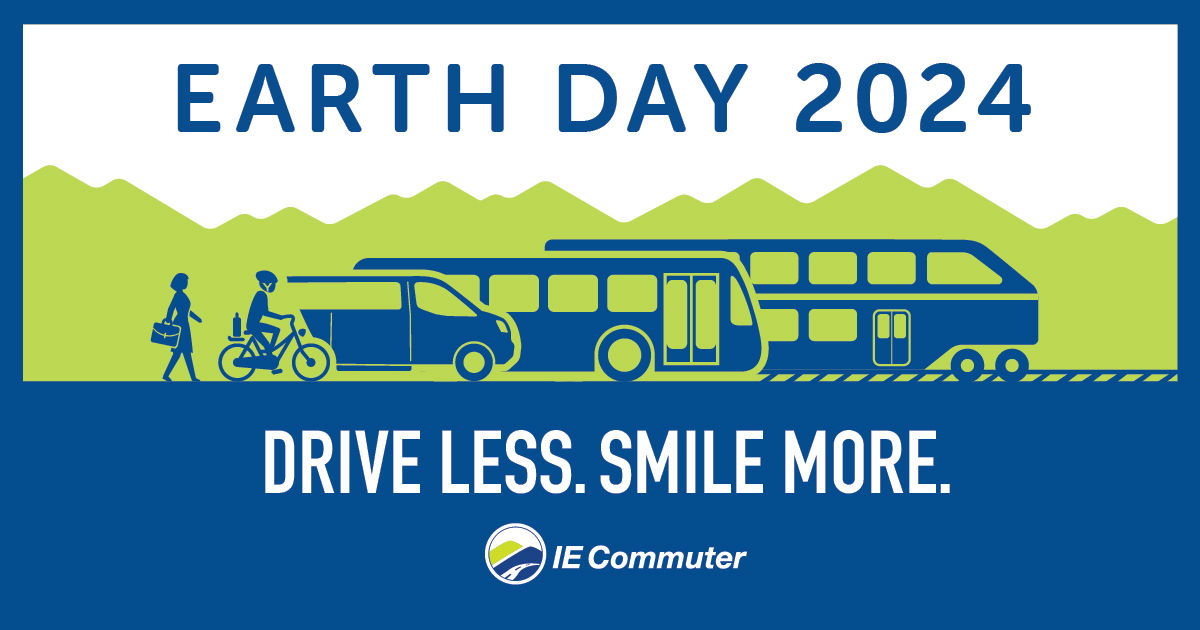 EARTH DAY 2024
DRIVE LESS. SMILE MORE.
IE Commuter